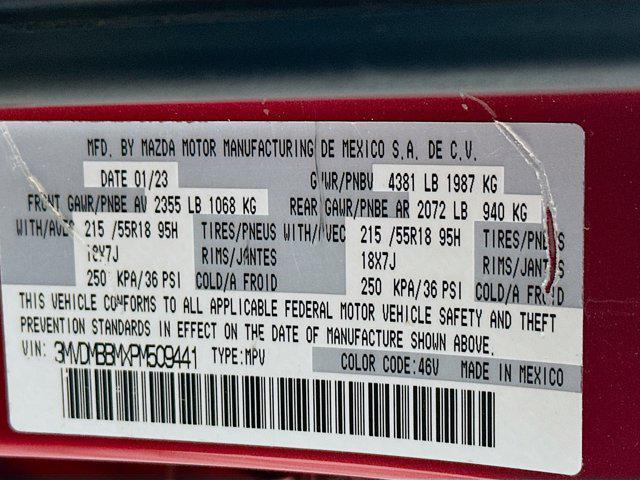 MFD. BY MAZDA MOTOR MANUFACTURING DE MEXICO S.A. DE C.V.
DATE 01/23 GVWR/PNBV 4381 LB 1987 KG
FRONT GAWR/PNBE AV 2355 LB 1068 KG REAR GAWR/PNBE AR 2072 LB 940 KG
WITH/AVEC 215 /55R18 95H TIRES/PNEUS WITH/AVEC 215 /55R18 95H TIRES/PNEUS
18X7J RIMS/JANTES 18X7J RIMS/JANTES
250 KPA/36 PSI COLD/A FROID 250 KPA/36 PSI COLD/A FROID
THIS VEHICLE CONFORMS TO ALL APPLICABLE FEDERAL MOTOR VEHICLE SAFETY AND THEFT
PREVENTION STANDARDS IN EFFECT ON THE DATE OF MANUFACTURE SHOWN ABOVE.
VIN: 3MVDMBBMXPM509441 TYPE: MPV COLOR CODE:46V MADE IN MEXICO